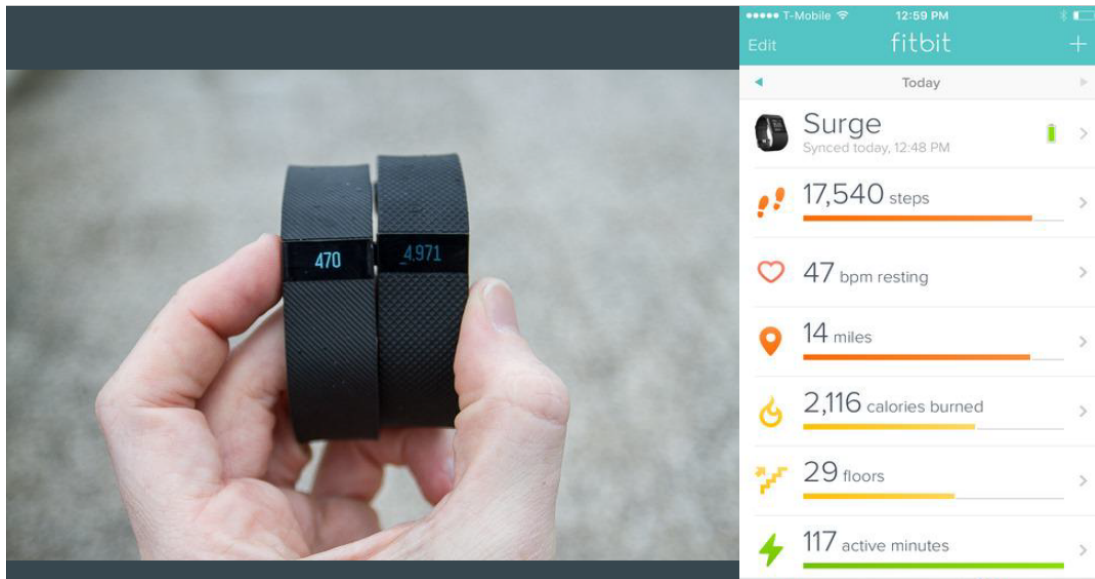 470
4,971
T-Mobile 12:59 PM
Edit fitbit +
Today
Surge
Synced today, 12:48 PM
17,540 steps
47 bpm resting
14 miles
2,116 calories burned
29 floors
117 active minutes